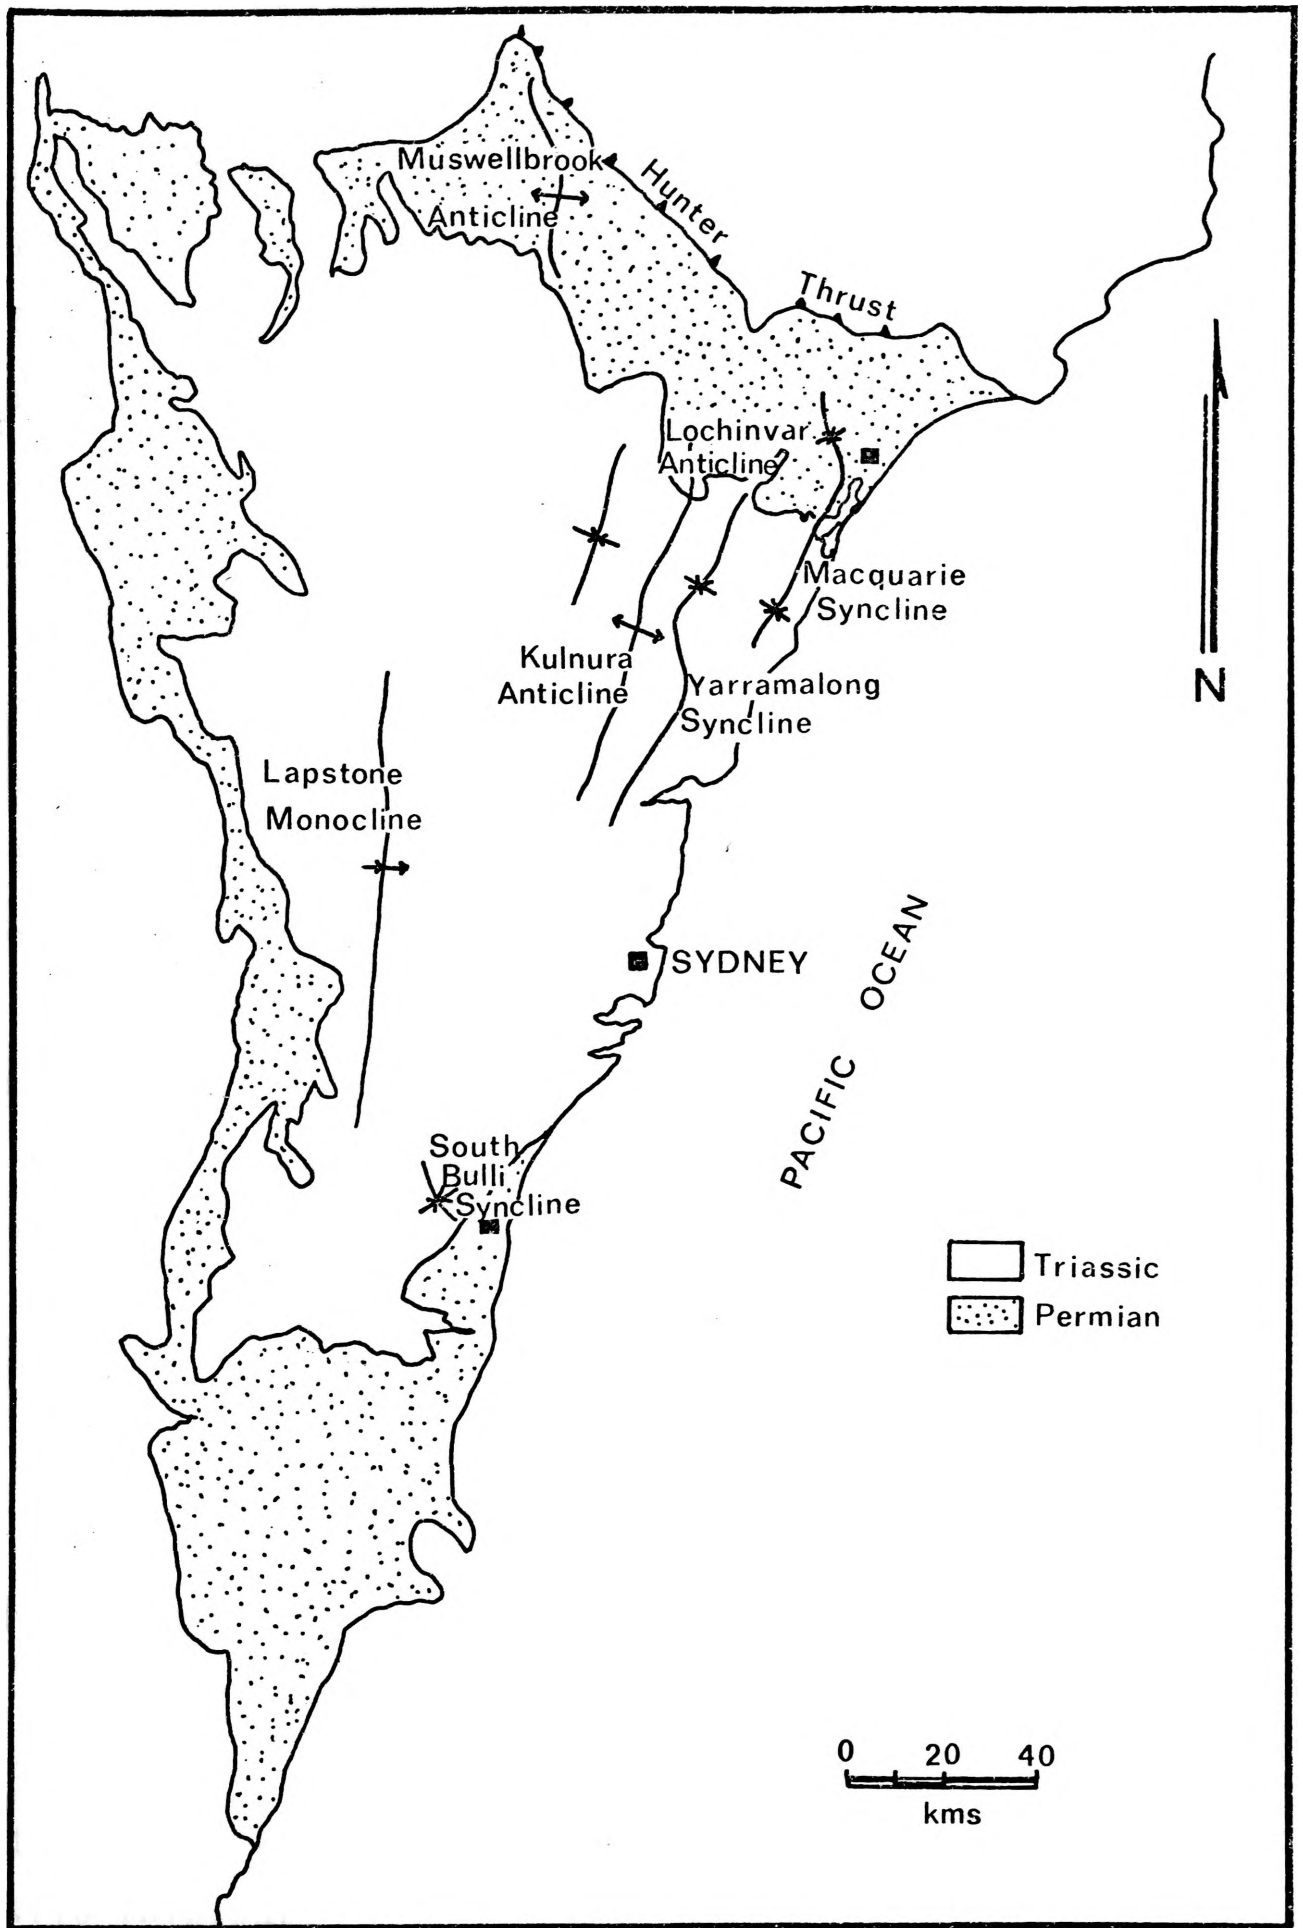 Muswellbrook
Anticline
Hunter
Thrust
Lochinvar
Anticline
Macquarie
Syncline
Kulnura
Anticline
Yarramalong
Syncline
N
Lapstone
Monocline
SYDNEY
PACIFIC OCEAN
South
Bulli
Syncline
Triassic
Permian
0 20 40
kms